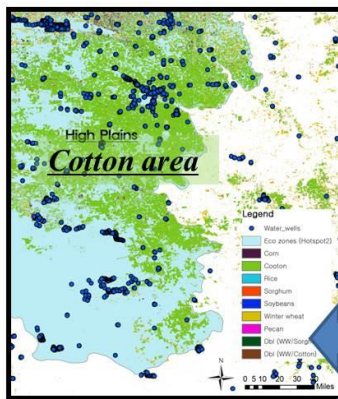 High Plains
Cotton area
Legend
Water_wells
Eco zones (Hotspot2)
Corn
Cooton
Rice
Sorghum
Soybeans
Winter wheat
Pecan
Dbl (WW/Sorg
Dbl (WW/Cotton)
N
0 5 10 20 30 40
Miles